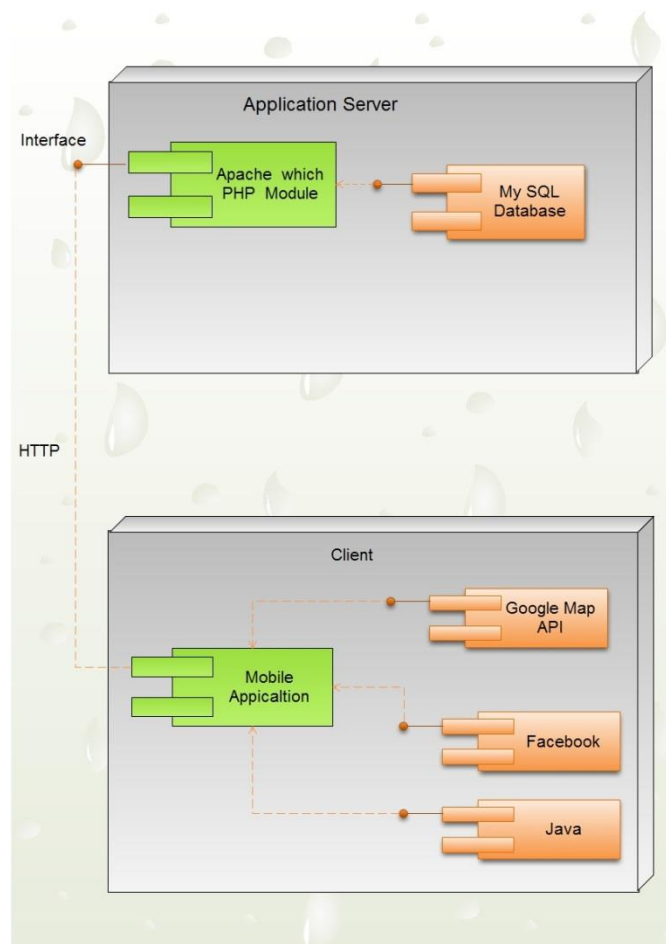 Application Server
Interface
Apache which
PHP Module
My SQL
Database
HTTP
Client
Google Map
API
Mobile
Appicaltion
Facebook
Java